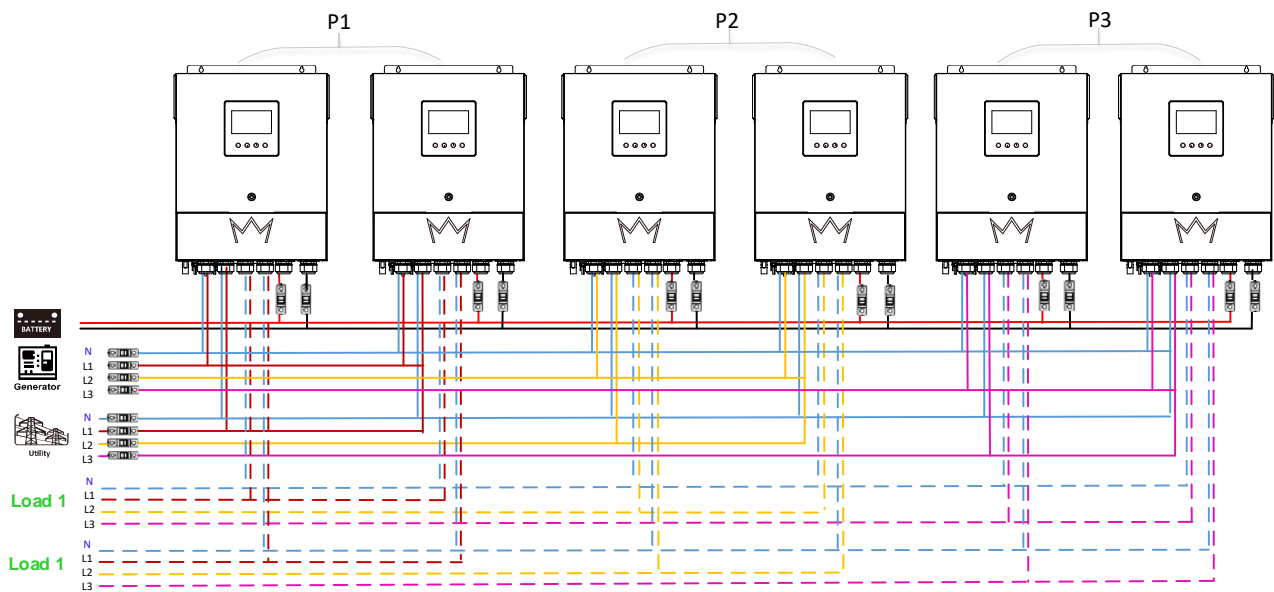 P1
P2
P3
BATTERY
Generator
N
L1
L2
L3
Utility
N
L1
L2
L3
Load 1
N
L1
L2
L3
Load 1
N
L1
L2
L3